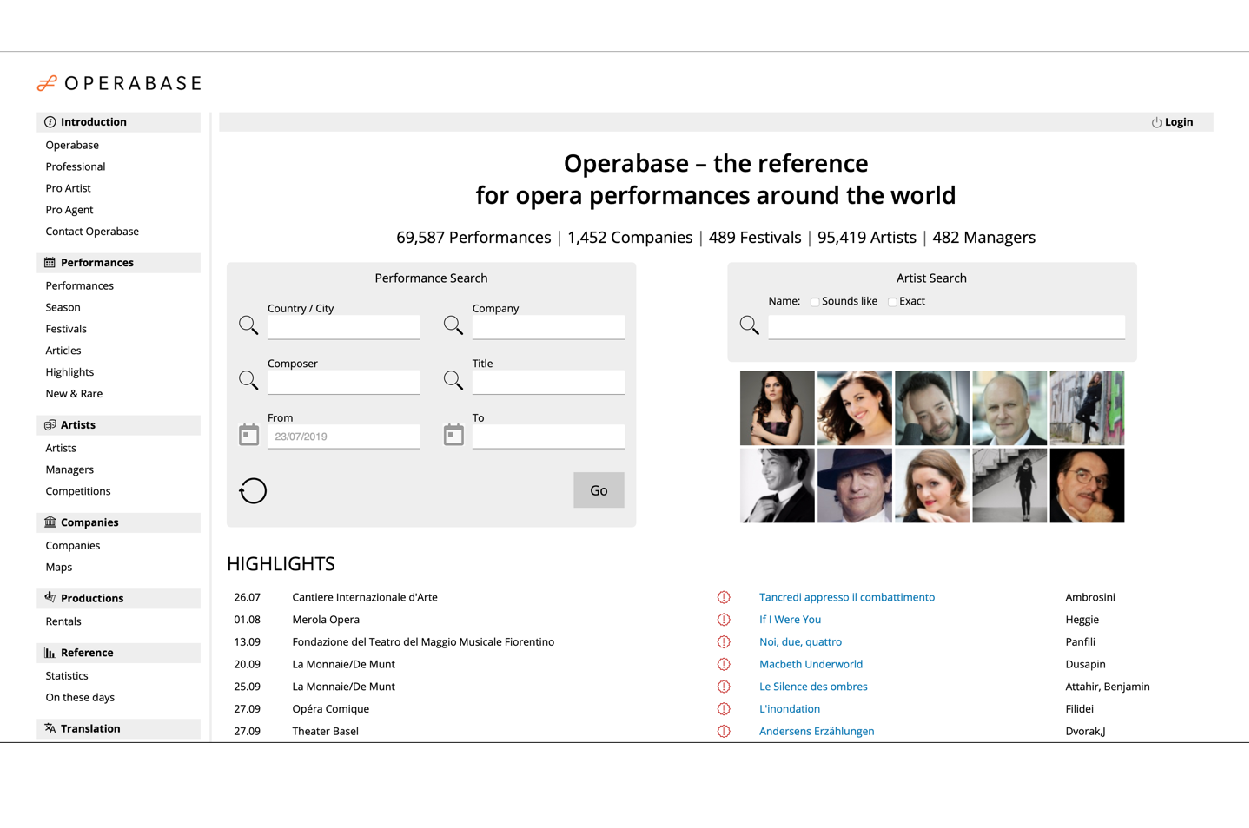 OPERABASE
Introduction
Operabase
Professional
Pro Artist
Pro Agent
Contact Operabase
Performances
Performances
Season
Festivals
Articles
Highlights
New & Rare
Artists
Artists
Managers
Competitions
Companies
Companies
Maps
Productions
Rentals
Reference
Statistics
On these days
Translation
Login
Operabase – the reference
for opera performances around the world
69,587 Performances | 1,452 Companies | 489 Festivals | 95,419 Artists | 482 Managers
Performance Search
Country / City Company
Composer Title
From To
23/07/2019
Go
Artist Search
Name: Sounds like Exact
HIGHLIGHTS
26.07 Cantiere Internazionale d'Arte Tancredi appresso il combattimento Ambrosini
01.08 Merola Opera If I Were You Heggie
13.09 Fondazione del Teatro del Maggio Musicale Fiorentino Noi, due, quattro Panfili
20.09 La Monnaie/De Munt Macbeth Underworld Dusapin
25.09 La Monnaie/De Munt Le Silence des ombres Attahir, Benjamin
27.09 Opéra Comique L'inondation Filidei
27.09 Theater Basel Andersens Erzählungen Dvorak,J